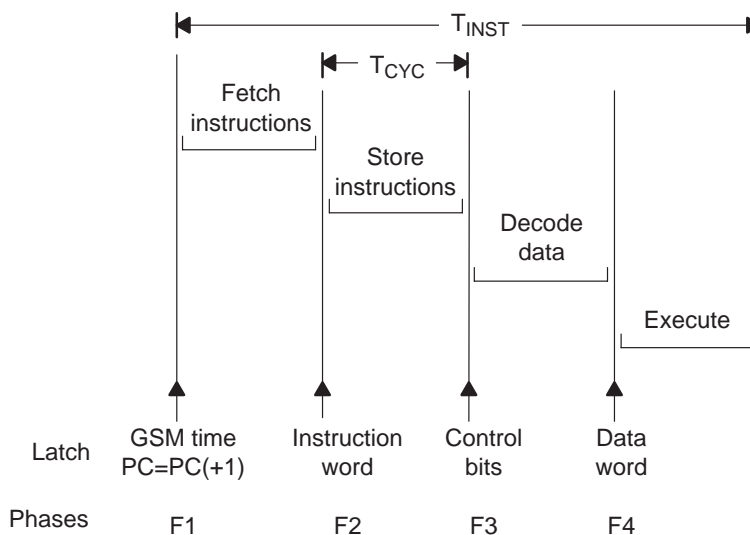 TINST
TCYC
Fetch
instructions
Store
instructions
Decode
data
Execute
Latch
GSM time
PC=PC(+1)
Instruction
word
Control
bits
Data
word
Phases
F1
F2
F3
F4